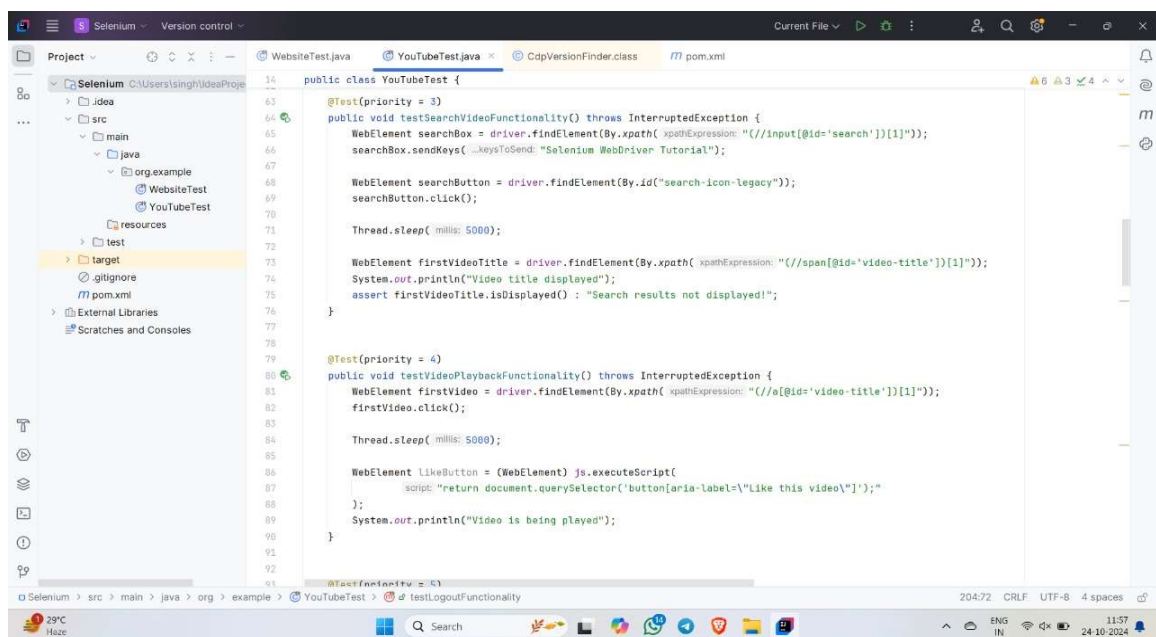 S Selenium Version control Current File
Project
WebsiteTest.java YouTubeTest.java CdpVersionFinder.class m pom.xml
Selenium C:\Users\singh\IdeaProje
.idea
src
main
java
org.example
WebsiteTest
YouTubeTest
resources
test
target
.gitignore
m pom.xml
External Libraries
Scratches and Consoles
14 public class YouTubeTest {
6 3 4
63 @Test(priority = 3)
64 public void testSearchVideoFunctionality() throws InterruptedException {
65 WebElement searchBox = driver.findElement(By.xpath( xpathExpression: "(//input[@id='search'])[1]"));
66 searchBox.sendKeys( ...keysToSend: "Selenium WebDriver Tutorial");
67
68 WebElement searchButton = driver.findElement(By.id("search-icon-legacy"));
69 searchButton.click();
70
71 Thread.sleep( millis: 5000);
72
73 WebElement firstVideoTitle = driver.findElement(By.xpath( xpathExpression: "(//span[@id='video-title'])[1]"));
74 System.out.println("Video title displayed");
75 assert firstVideoTitle.isDisplayed() : "Search results not displayed!";
76 }
77
78
79 @Test(priority = 4)
80 public void testVideoPlaybackFunctionality() throws InterruptedException {
81 WebElement firstVideo = driver.findElement(By.xpath( xpathExpression: "(//a[@id='video-title'])[1]"));
82 firstVideo.click();
83
84 Thread.sleep( millis: 5000);
85
86 WebElement likeButton = (WebElement) js.executeScript(
87 script: "return document.querySelector('button[aria-label=\"Like this video\"]');"
88 );
89 System.out.println("Video is being played");
90 }
91
92
93 @Test(priority = 5)
Selenium > src > main > java > org > example > YouTubeTest > testLogoutFunctionality 204:72 CRLF UTF-8 4 spaces
29°C
Haze
Search
ENG
IN
11:57
24-10-2024